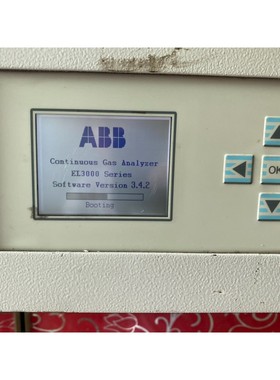 ABB
Continuous Gas Analyzer
EL3000 Series
Software Version 3.4.2
Booting
OK